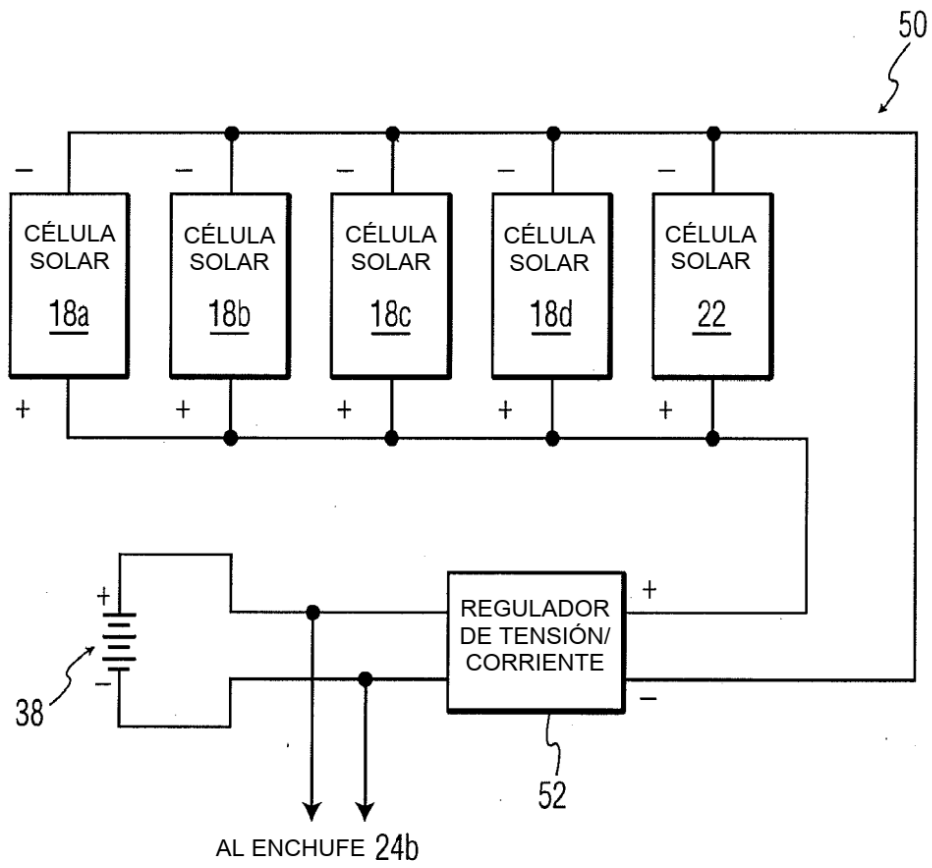 50
− − − − −
CÉLULA
SOLAR
18a
CÉLULA
SOLAR
18b
CÉLULA
SOLAR
18c
CÉLULA
SOLAR
18d
CÉLULA
SOLAR
22
+ + + + +
+
−
38
REGULADOR
DE TENSIÓN/
CORRIENTE
+
−
52
AL ENCHUFE 24b